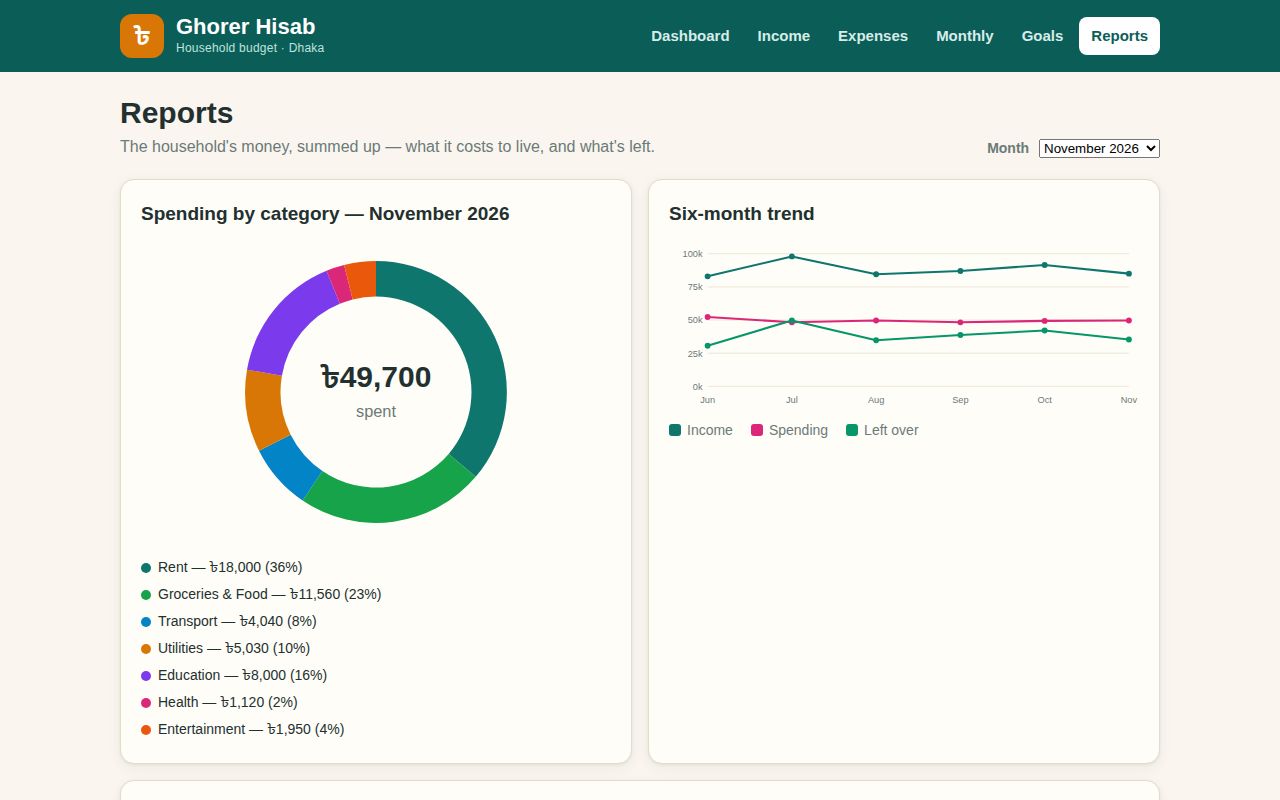 ৳
Ghorer Hisab
Household budget · Dhaka
Dashboard Income Expenses Monthly Goals Reports
Reports
The household's money, summed up — what it costs to live, and what's left.
Month November 2026
Spending by category — November 2026
৳49,700
spent
Rent — ৳18,000 (36%)
Groceries & Food — ৳11,560 (23%)
Transport — ৳4,040 (8%)
Utilities — ৳5,030 (10%)
Education — ৳8,000 (16%)
Health — ৳1,120 (2%)
Entertainment — ৳1,950 (4%)
Six-month trend
100k
75k
50k
25k
0k
Jun Jul Aug Sep Oct Nov
Income Spending Left over